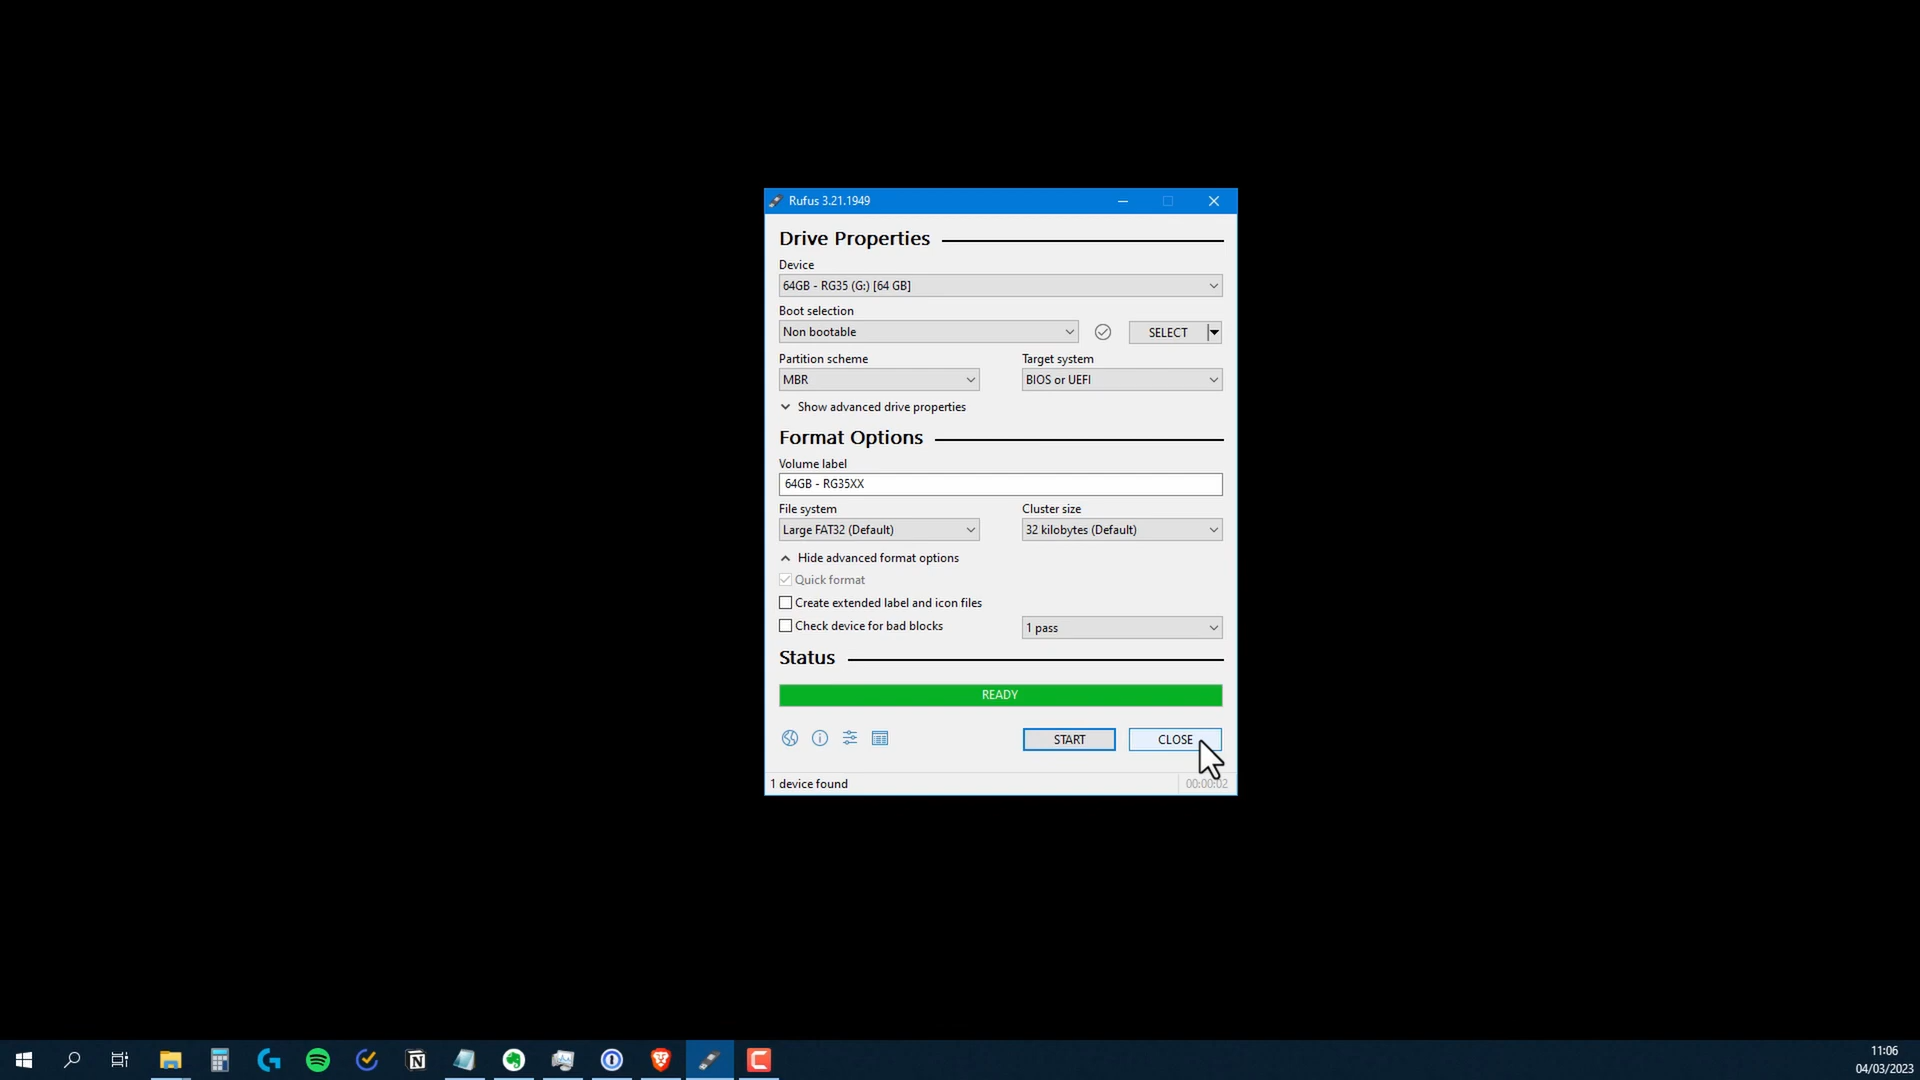 Rufus 3.21.1949
Drive Properties
Device
64GB - RG35 (G:) [64 GB]
Boot selection
Non bootable
SELECT
Partition scheme
Target system
MBR
BIOS or UEFI
Show advanced drive properties
Format Options
Volume label
64GB - RG35XX
File system
Cluster size
Large FAT32 (Default)
32 kilobytes (Default)
Hide advanced format options
Quick format
Create extended label and icon files
Check device for bad blocks
1 pass
Status
READY
START
CLOSE
1 device found
00:00:02
11:06
04/03/2023